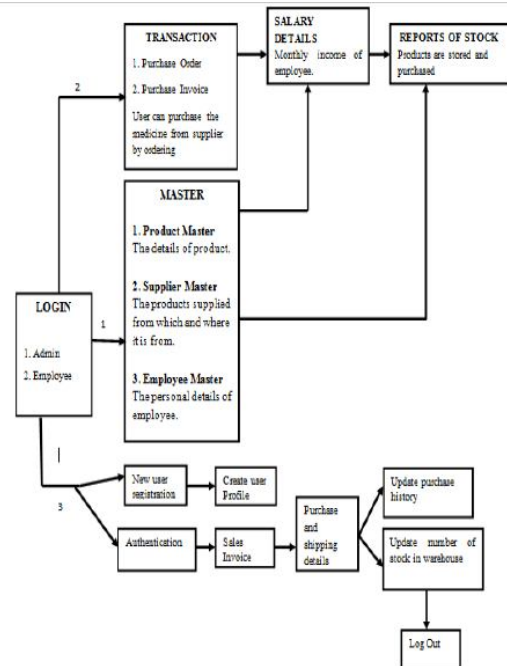 TRANSACTION
1. Purchase Order
2. Purchase Invoice
User can purchase the
medicine from supplier
by ordering
SALARY
DETAILS
Monthly income of
employee.
REPORTS OF STOCK
Products are stored and
purchased
2
MASTER
1. Product Master
The details of product.
2. Supplier Master
The products supplied
from which and where
it is from.
3. Employee Master
The personal details of
employee.
LOGIN
1. Admin
2. Employee
1
3
New user
registration
Create user
Profile
Authentication
Sales
Invoice
Purchase
and
shipping
details
Update purchase
history
Update number of
stock in warehouse
Log Out